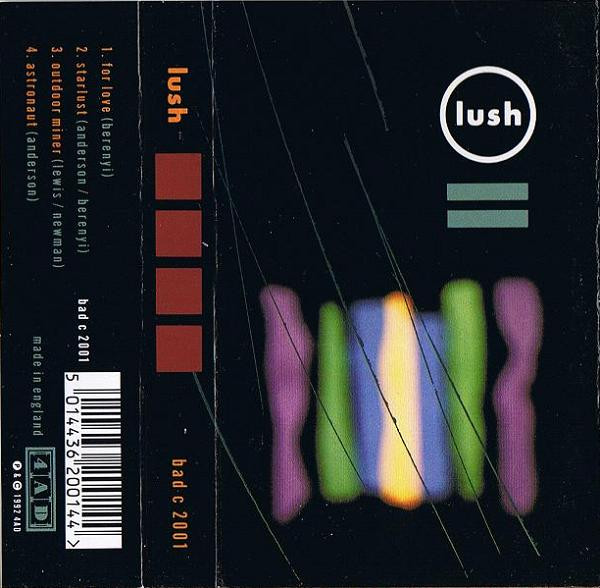 lush
lush
bad c 2001
1. for love (berenyi)
2. starlust (anderson / berenyi)
3. outdoor miner (lewis / newman)
4. astronaut (anderson)
bad c 2001
made in england
5 014436 200144 >
4AD
℗ & © 1992 4AD